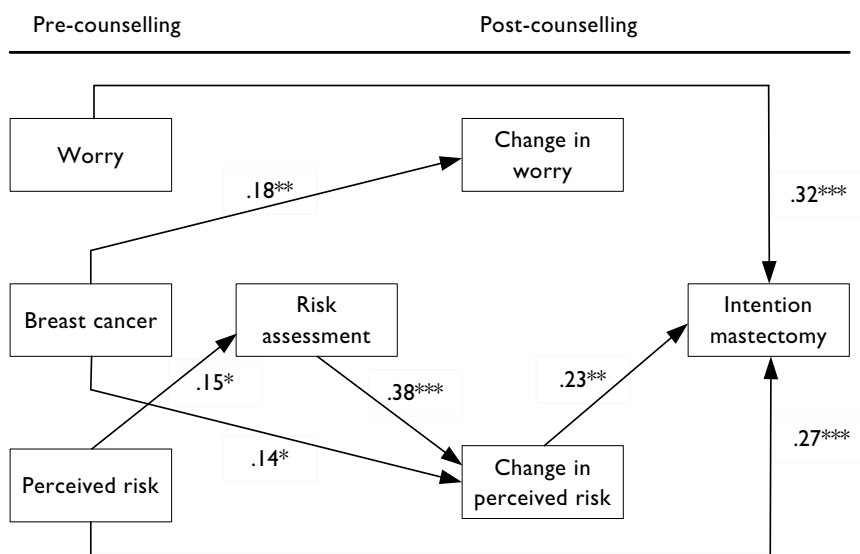 Pre-counselling
Post-counselling
Worry
Change in
worry
.18**
.32***
Breast cancer
Risk
assessment
Intention
mastectomy
.15*
.38***
.23**
.14*
.27***
Perceived risk
Change in
perceived risk